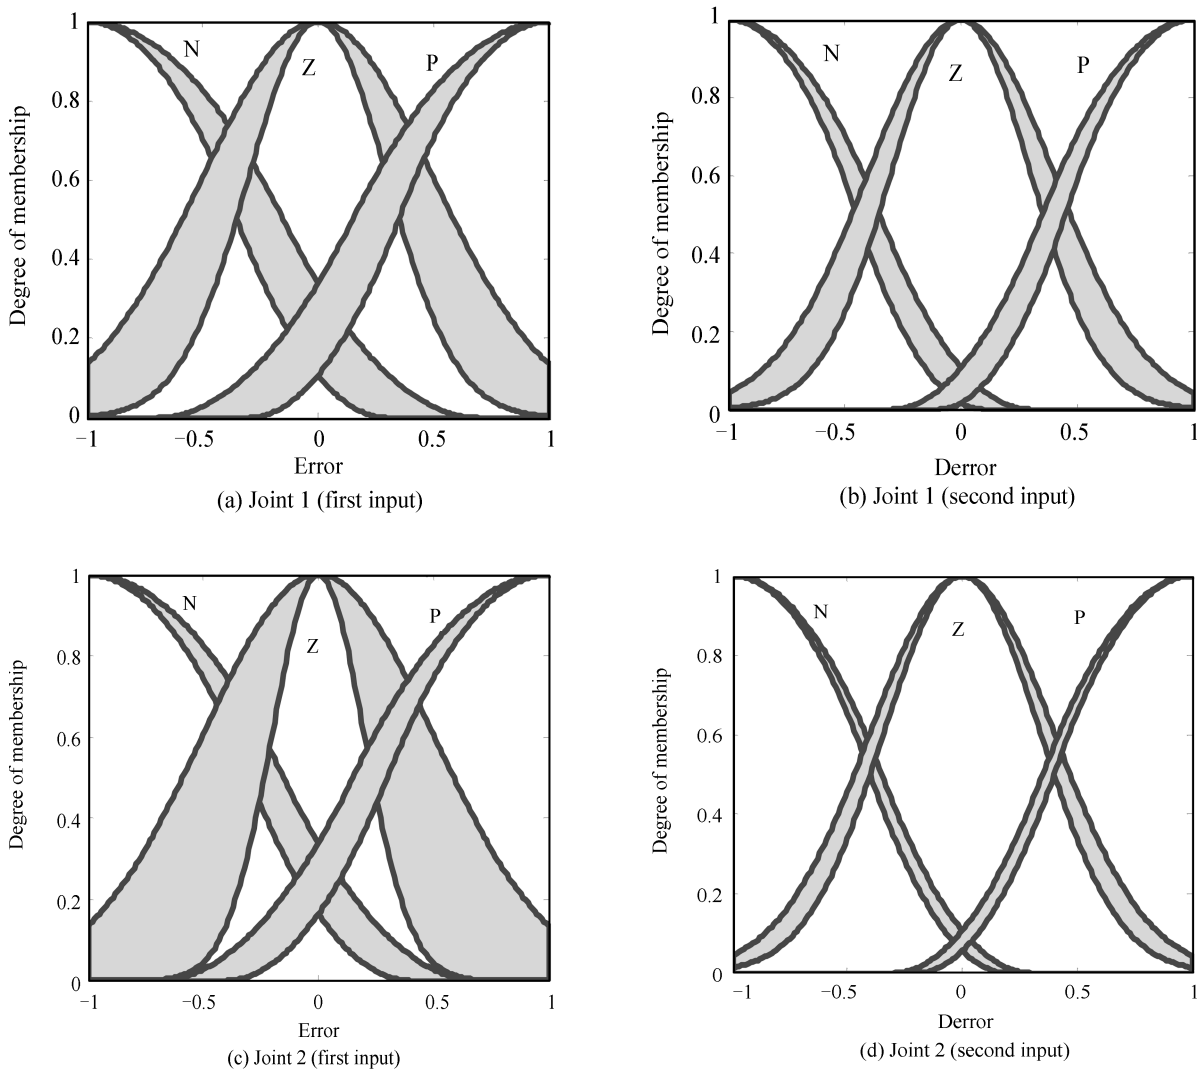 1
0.8
0.6
0.4
0.2
0
Degree of membership
N
Z
P
−1
−0.5
0
0.5
1
Error
(a) Joint 1 (first input)
1
0.8
0.6
0.4
0.2
0
Degree of membership
N
Z
P
−1
−0.5
0
0.5
1
Derror
(b) Joint 1 (second input)
1
0.8
0.6
0.4
0.2
0
Degree of membership
N
Z
P
−1
−0.5
0
0.5
1
Error
(c) Joint 2 (first input)
1
0.8
0.6
0.4
0.2
0
Degree of membership
N
Z
P
−1
−0.5
0
0.5
1
Derror
(d) Joint 2 (second input)